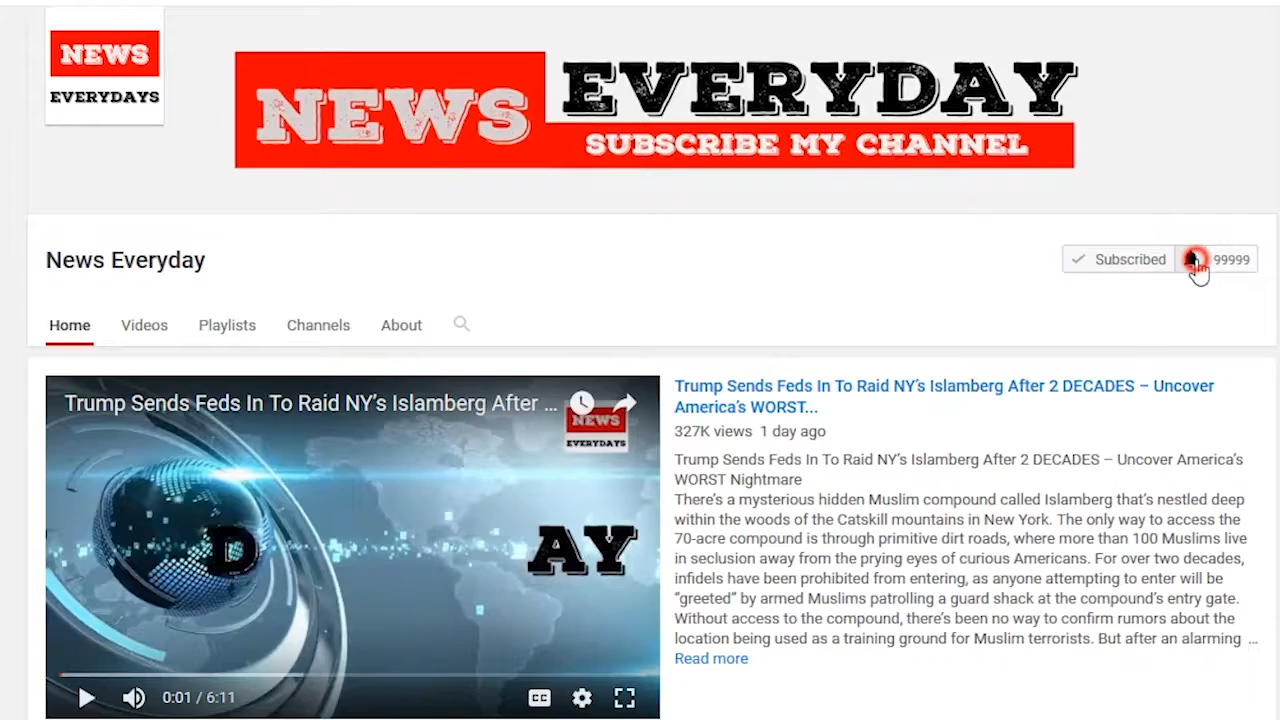 NEWS
EVERYDAYS
NEWS
EVERYDAY
SUBSCRIBE MY CHANNEL
News Everyday
Subscribed
99999
Home
Videos
Playlists
Channels
About
Trump Sends Feds In To Raid NY’s Islamberg After ...
NEWS
EVERYDAYS
D
AY
0:01 / 6:11
CC
Trump Sends Feds In To Raid NY’s Islamberg After 2 DECADES – Uncover
America’s WORST...
327K views 1 day ago
Trump Sends Feds In To Raid NY’s Islamberg After 2 DECADES – Uncover America’s
WORST Nightmare
There’s a mysterious hidden Muslim compound called Islamberg that’s nestled deep
within the woods of the Catskill mountains in New York. The only way to access the
70-acre compound is through primitive dirt roads, where more than 100 Muslims live
in seclusion away from the prying eyes of curious Americans. For over two decades,
infidels have been prohibited from entering, as anyone attempting to enter will be
“greeted” by armed Muslims patrolling a guard shack at the compound’s entry gate.
Without access to the compound, there’s been no way to confirm rumors about the
location being used as a training ground for Muslim terrorists. But after an alarming ...
Read more